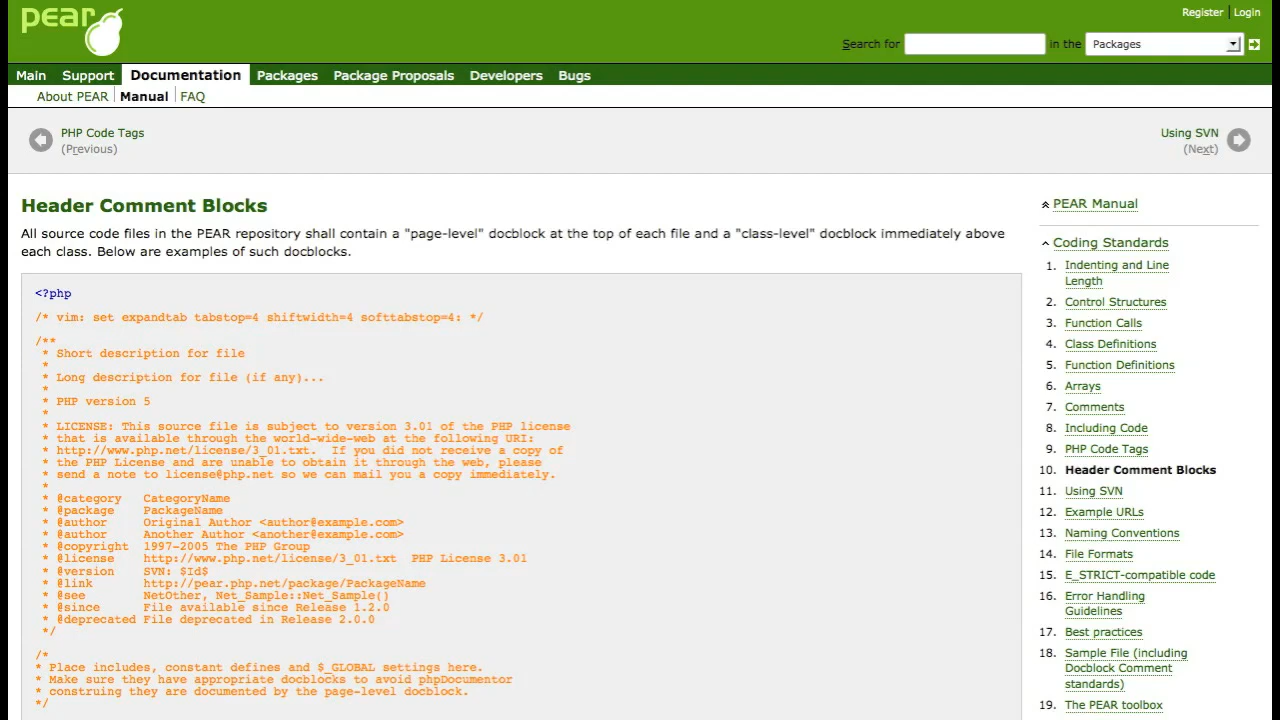 pear
Register Login
Search for in the Packages
Main Support Documentation Packages Package Proposals Developers Bugs
About PEAR Manual FAQ
PHP Code Tags
(Previous)
Using SVN
(Next)
Header Comment Blocks
All source code files in the PEAR repository shall contain a "page-level" docblock at the top of each file and a "class-level" docblock immediately above
each class. Below are examples of such docblocks.
<?php
/* vim: set expandtab tabstop=4 shiftwidth=4 softtabstop=4: */
/**
* Short description for file
*
* Long description for file (if any)...
*
* PHP version 5
*
* LICENSE: This source file is subject to version 3.01 of the PHP license
* that is available through the world-wide-web at the following URI:
* http://www.php.net/license/3_01.txt.  If you did not receive a copy of
* the PHP License and are unable to obtain it through the web, please
* send a note to license@php.net so we can mail you a copy immediately.
*
* @category   CategoryName
* @package    PackageName
* @author     Original Author <author@example.com>
* @author     Another Author <another@example.com>
* @copyright  1997-2005 The PHP Group
* @license    http://www.php.net/license/3_01.txt  PHP License 3.01
* @version    SVN: $Id$
* @link       http://pear.php.net/package/PackageName
* @see        NetOther, Net_Sample::Net_Sample()
* @since      File available since Release 1.2.0
* @deprecated File deprecated in Release 2.0.0
*/
/*
* Place includes, constant defines and $_GLOBAL settings here.
* Make sure they have appropriate docblocks to avoid phpDocumentor
* construing they are documented by the page-level docblock.
*/
PEAR Manual
Coding Standards
1. Indenting and Line
Length
2. Control Structures
3. Function Calls
4. Class Definitions
5. Function Definitions
6. Arrays
7. Comments
8. Including Code
9. PHP Code Tags
10. Header Comment Blocks
11. Using SVN
12. Example URLs
13. Naming Conventions
14. File Formats
15. E_STRICT-compatible code
16. Error Handling
Guidelines
17. Best practices
18. Sample File (including
Docblock Comment
standards)
19. The PEAR toolbox